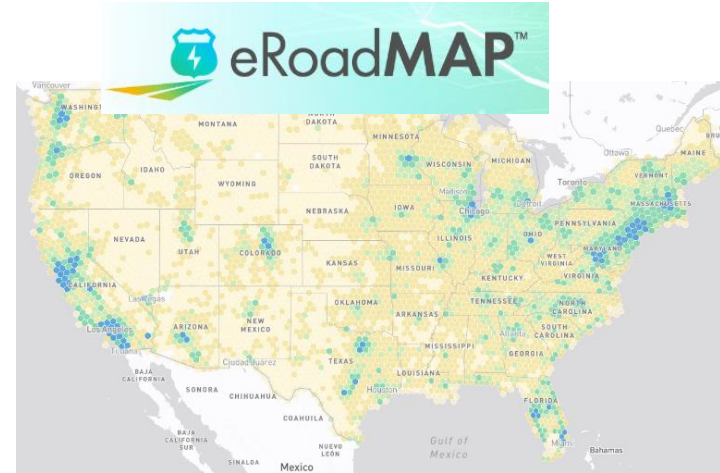 eRoadMAP™
Vancouver
WASHINGT
MONTANA
DAKOTA
MINNESOTA
Quebec
Ottawa
MAINE
OREGON
IDAHO
SOUTH
DAKOTA
WISCONSIN
MICHIGAN
Toronto
VERMONT
WYOMING
Madison
Detroit
MASSACHUSETTS
NEBRASKA
IOWA
Chicago
PENNSYLVANIA
NEVADA
UTAH
COLORADO
ILLINOIS
OHIO
MARYLAND
KANSAS
MISSOURI
WEST
VIRGINIA
VIRGINIA
CALIFORNIA
KENTUCKY
Las Vegas
OKLAHOMA
TENNESSEE
NORTH
CAROLINA
Los Angeles
ARIZONA
NEW
MEXICO
ARKANSAS
Atlanta
SOUTH
CAROLINA
Tijuana
MISSISSIPPI
GEORGIA
Ciudad Juárez
TEXAS
LOUISIANA
BAJA
CALIFORNIA
SONORA
CHIHUAHUA
Houston
FLORIDA
COAHUILA
BAJA
CALIFORNIA
SUR
NUEVO
LEÓN
Gulf of
Mexico
Miami
Bahamas
SINALOA
Mexico